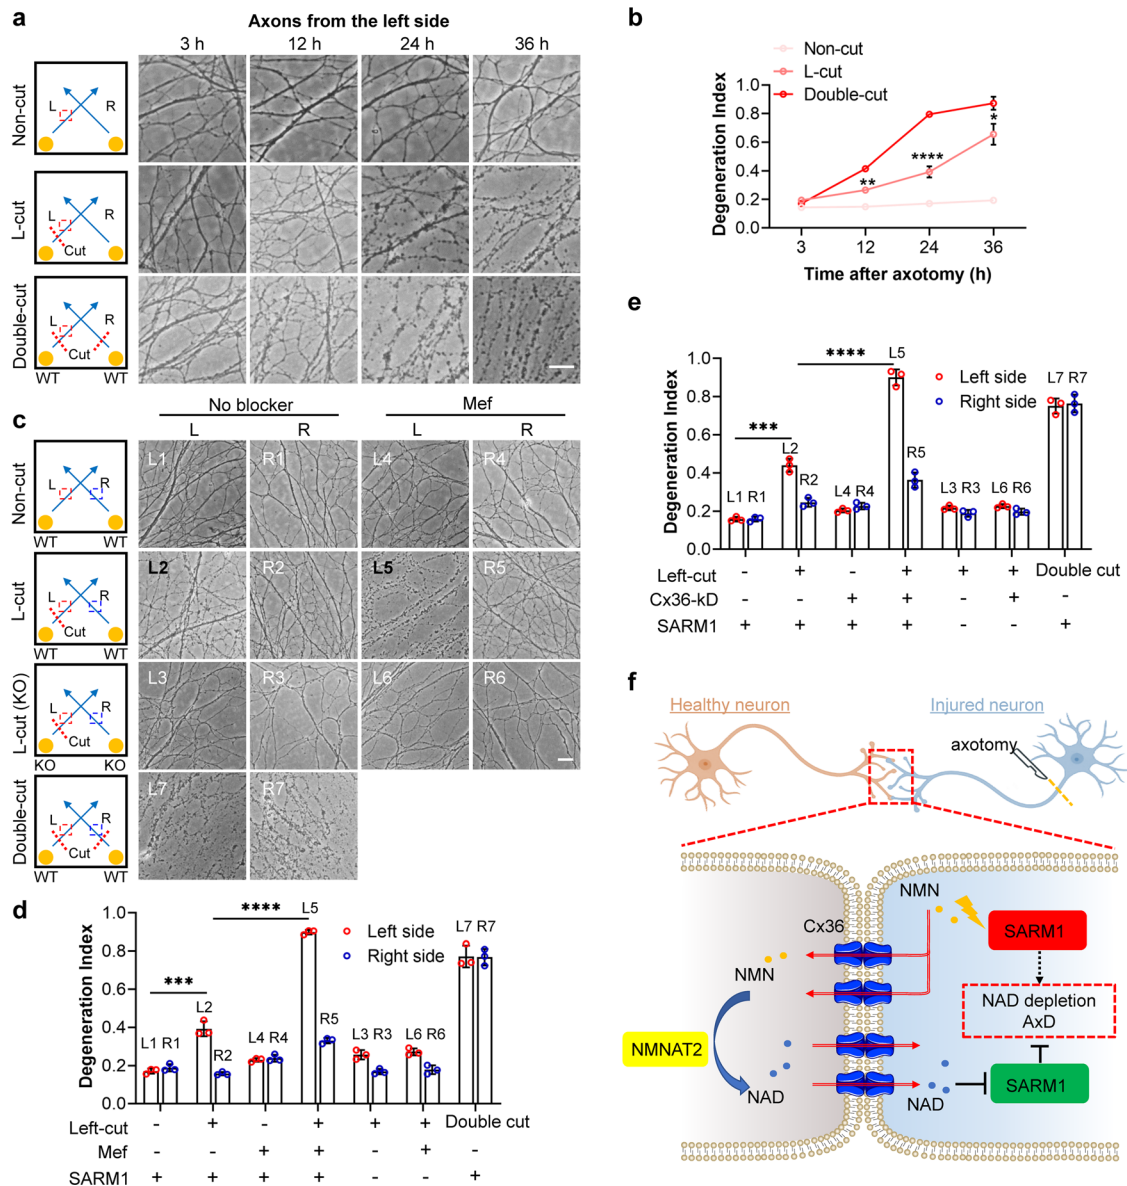 a
Axons from the left side
3 h 12 h 24 h 36 h
Non-cut
L R
L-cut
L R
Cut
Double-cut
L R
Cut
WT WT
b
Non-cut
L-cut
Double-cut
Degeneration Index
1.0
0.8
0.6
0.4
0.2
0.0
** **** *
3 12 24 36
Time after axotomy (h)
c
No blocker Mef
L R L R
Non-cut
L R
WT WT
L1 R1 L4 R4
L-cut
L R
Cut
WT WT
L2 R2 L5 R5
L-cut (KO)
L R
Cut
KO KO
L3 R3 L6 R6
Double-cut
L R
Cut
WT WT
L7 R7
d
Degeneration Index
1.0
0.8
0.6
0.4
0.2
0.0
Left side
Right side
*** ****
L1 R1 L2 R2 L4 R4 L5 R5 L3 R3 L6 R6 L7 R7
Left-cut - + - + + + Double cut
Mef - - + + - + -
SARM1 + + + + - - +
e
Degeneration Index
1.0
0.8
0.6
0.4
0.2
0.0
Left side
Right side
*** ****
L1 R1 L2 R2 L4 R4 L5 R5 L3 R3 L6 R6 L7 R7
Left-cut - + - + + + Double cut
Cx36-kD - - + + - + -
SARM1 + + + + - - +
f
Healthy neuron
Injured neuron
axotomy
NMN
Cx36
SARM1
NMN
NAD depletion
AxD
NMNAT2
NAD
NAD
SARM1